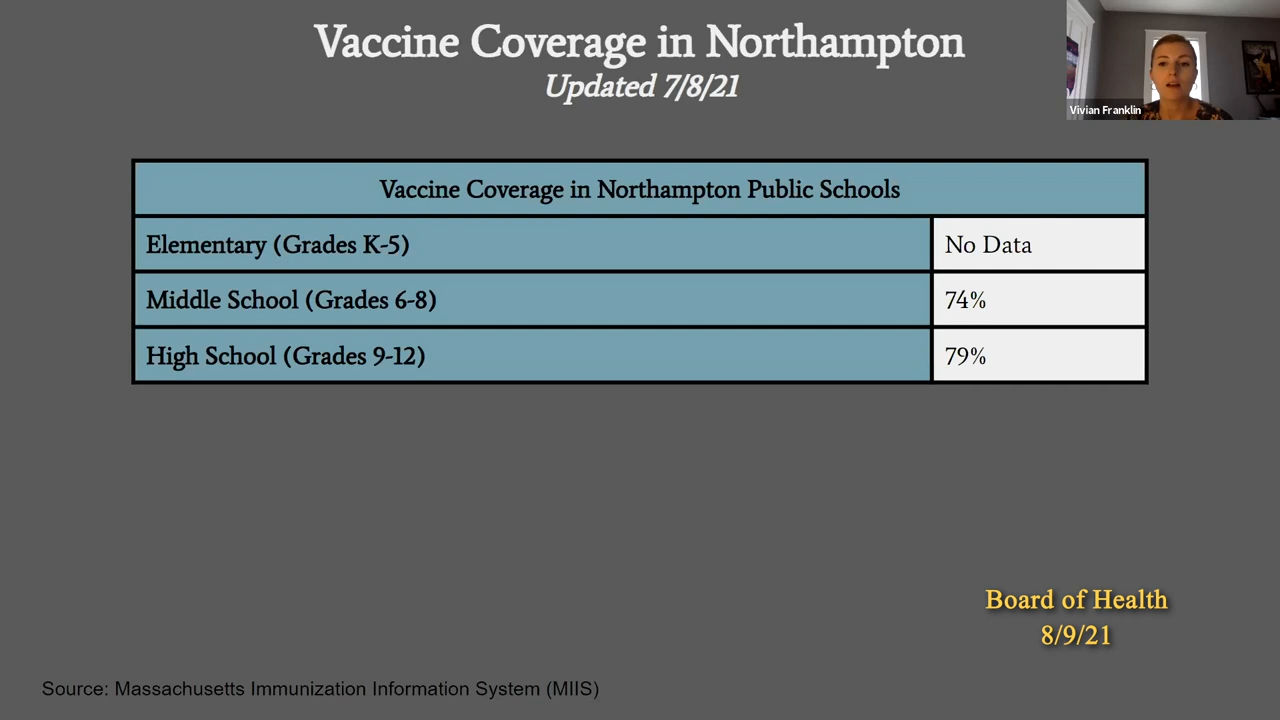 Vaccine Coverage in Northampton
Updated 7/8/21
Vivian Franklin
Vaccine Coverage in Northampton Public Schools
Elementary (Grades K-5) No Data
Middle School (Grades 6-8) 74%
High School (Grades 9-12) 79%
Board of Health
8/9/21
Source: Massachusetts Immunization Information System (MIIS)